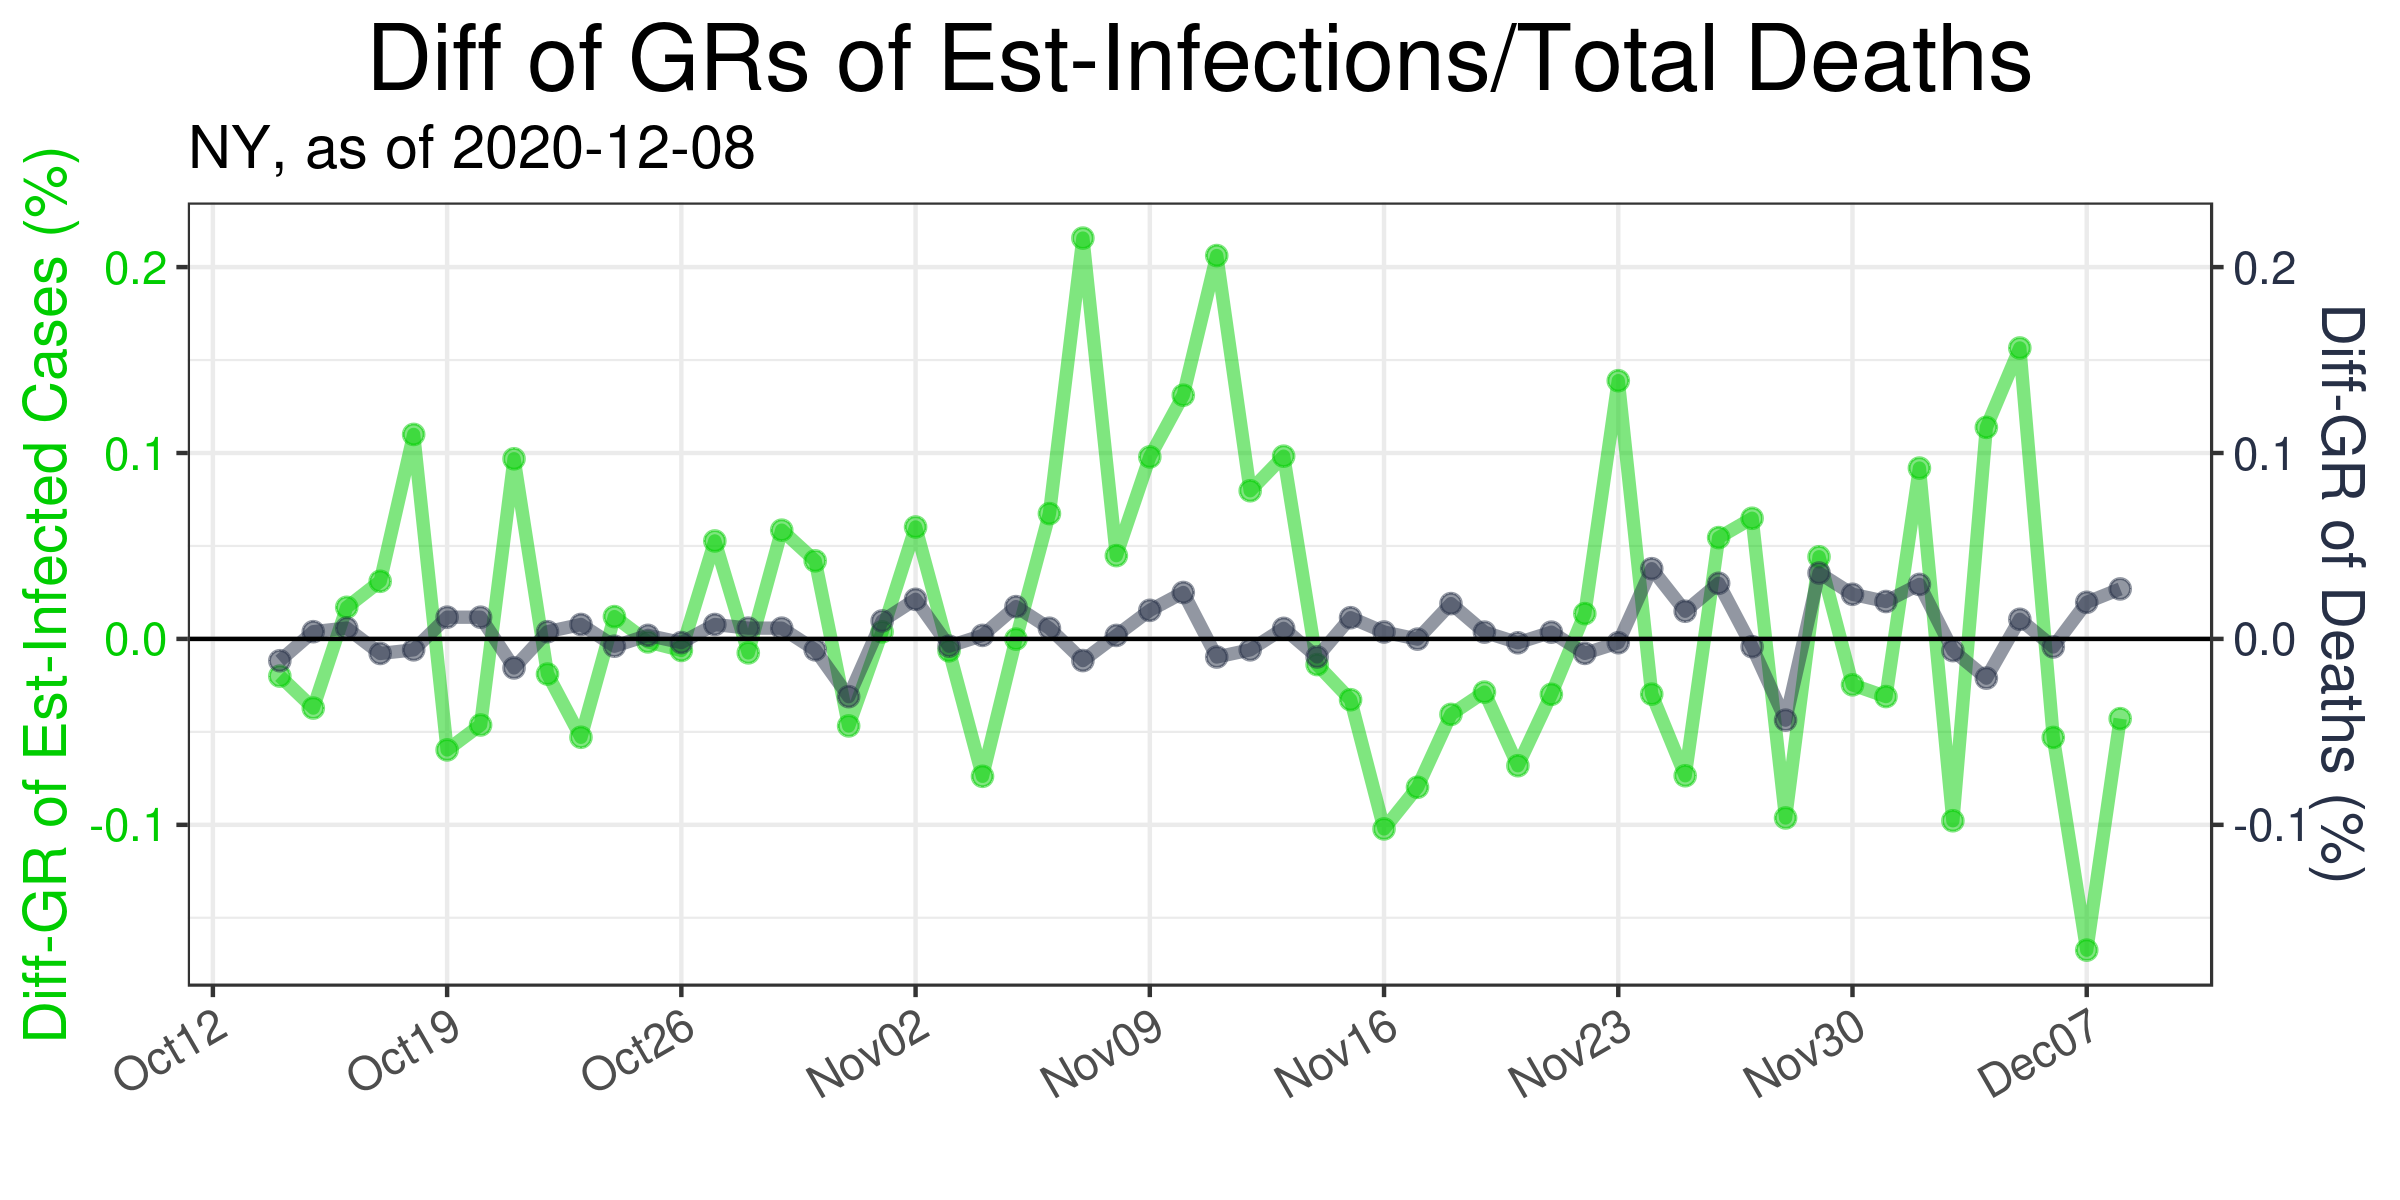 Diff of GRs of Est-Infections/Total Deaths
NY, as of 2020-12-08
Diff-GR of Est-Infected Cases (%)
0.2
0.1
0.0
-0.1
0.2
0.1
0.0
-0.1
Diff-GR of Deaths (%)
Oct12
Oct19
Oct26
Nov02
Nov09
Nov16
Nov23
Nov30
Dec07